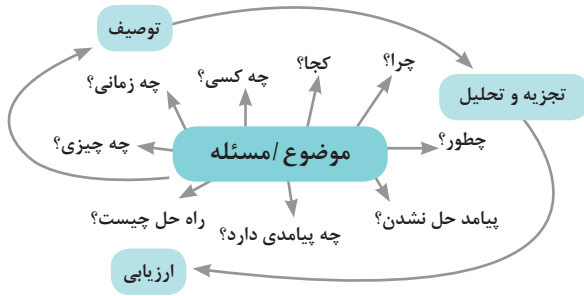 توصیف
چرا؟
کجا؟
چه کسی؟
چه زمانی؟
تجزیه و تحلیل
چطور؟
موضوع /مسئله
چه چیزی؟
پیامد حل نشدن؟
چه پیامدی دارد؟
راه حل چیست؟
ارزیابی